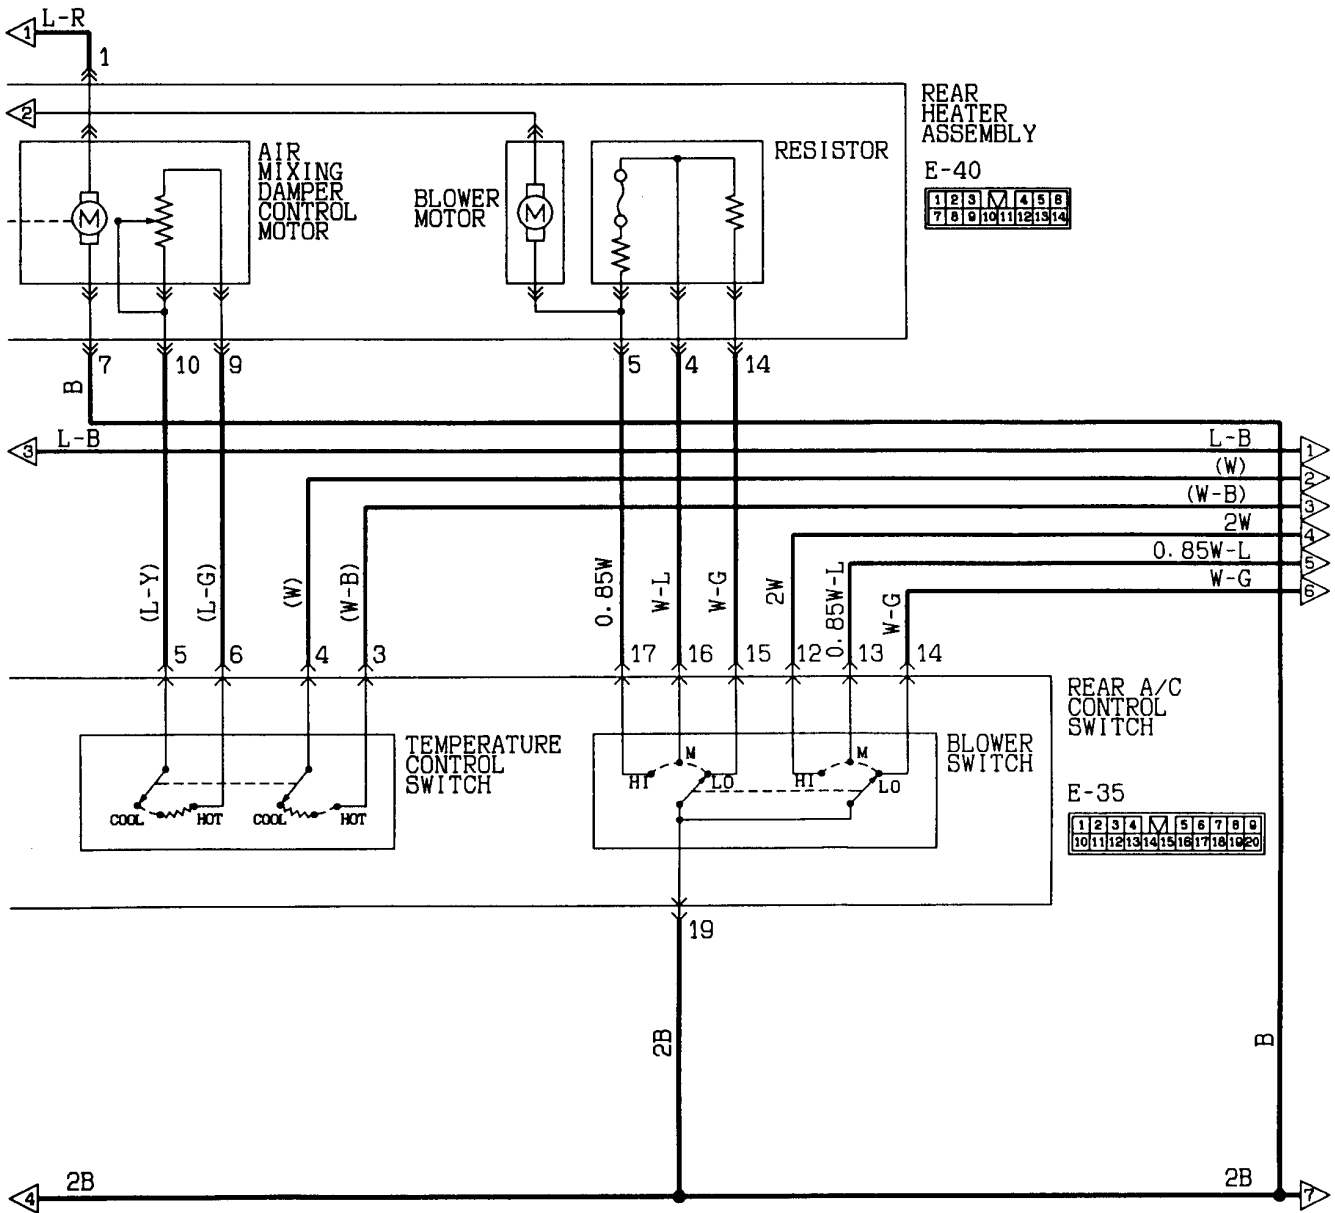 1 L-R
1
2
REAR
HEATER
ASSEMBLY
AIR
MIXING
DAMPER
CONTROL
MOTOR
M
BLOWER
MOTOR
M
RESISTOR
E-40
1 2 3 4 5 6
7 8 9 10 11 12 13 14
7 10 9 5 4 14
B
3 L-B L-B 1
(W) 2
(W-B) 3
2W 4
0.85W-L 5
W-G 6
(L-Y) (L-G) (W) (W-B) 0.85W W-L W-G 2W 0.85W-L W-G
5 6 4 3 17 16 15 12 13 14
REAR A/C
CONTROL
SWITCH
TEMPERATURE
CONTROL
SWITCH
COOL HOT COOL HOT
BLOWER
SWITCH
HI M LO HI M LO
E-35
1 2 3 4 5 6 7 8 9
10 11 12 13 14 15 16 17 18 19 20
19
2B
B
4 2B 2B 7